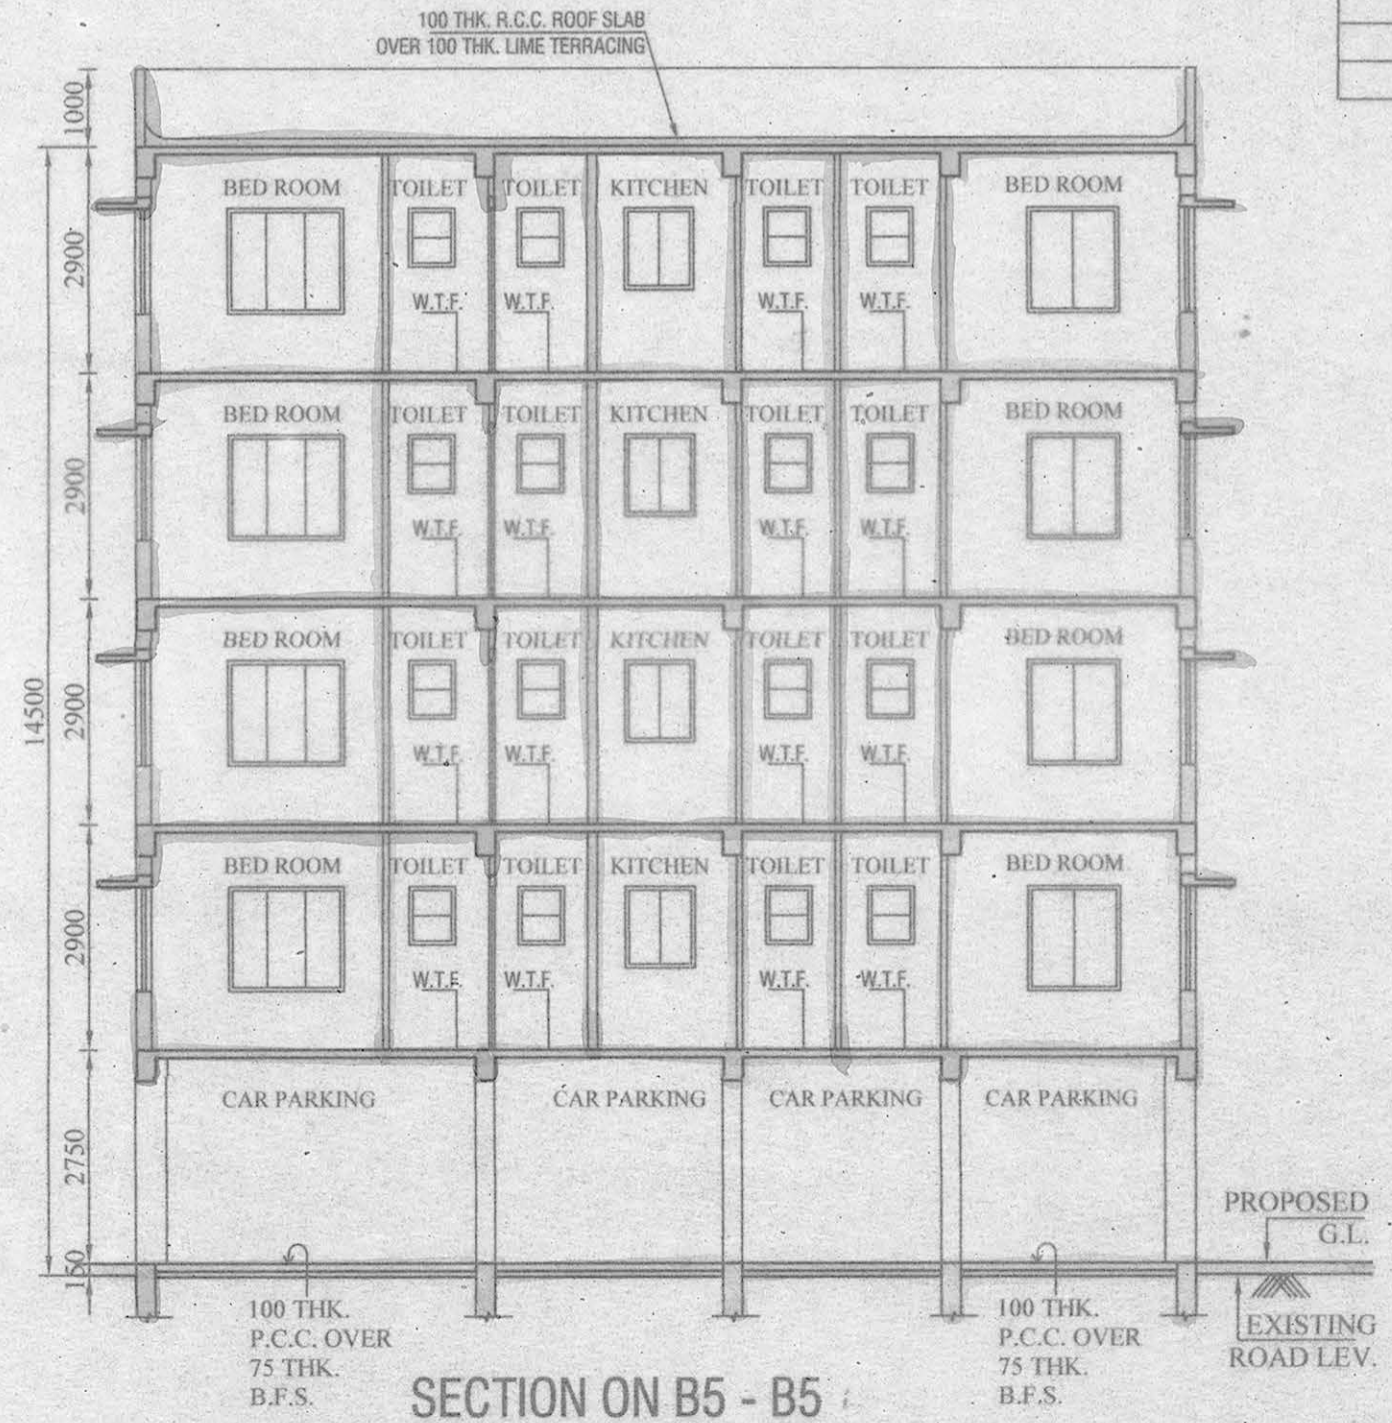 100 THK. R.C.C. ROOF SLAB
OVER 100 THK. LIME TERRACING
1000
BED ROOM TOILET TOILET KITCHEN TOILET TOILET BED ROOM
2900
W.T.F. W.T.F. W.T.F. W.T.F.
BED ROOM TOILET TOILET KITCHEN TOILET TOILET BED ROOM
2900
W.T.F. W.T.F. W.T.F. W.T.F.
BED ROOM TOILET TOILET KITCHEN TOILET TOILET BED ROOM
14500
2900
W.T.F. W.T.F. W.T.F. W.T.F.
BED ROOM TOILET TOILET KITCHEN TOILET TOILET BED ROOM
2900
W.T.F. W.T.F. W.T.F. W.T.F.
CAR PARKING CAR PARKING CAR PARKING CAR PARKING
2750
PROPOSED
G.L.
150
100 THK.
P.C.C. OVER
75 THK.
B.F.S.
100 THK.
P.C.C. OVER
75 THK.
B.F.S.
EXISTING
ROAD LEV.
SECTION ON B5 - B5